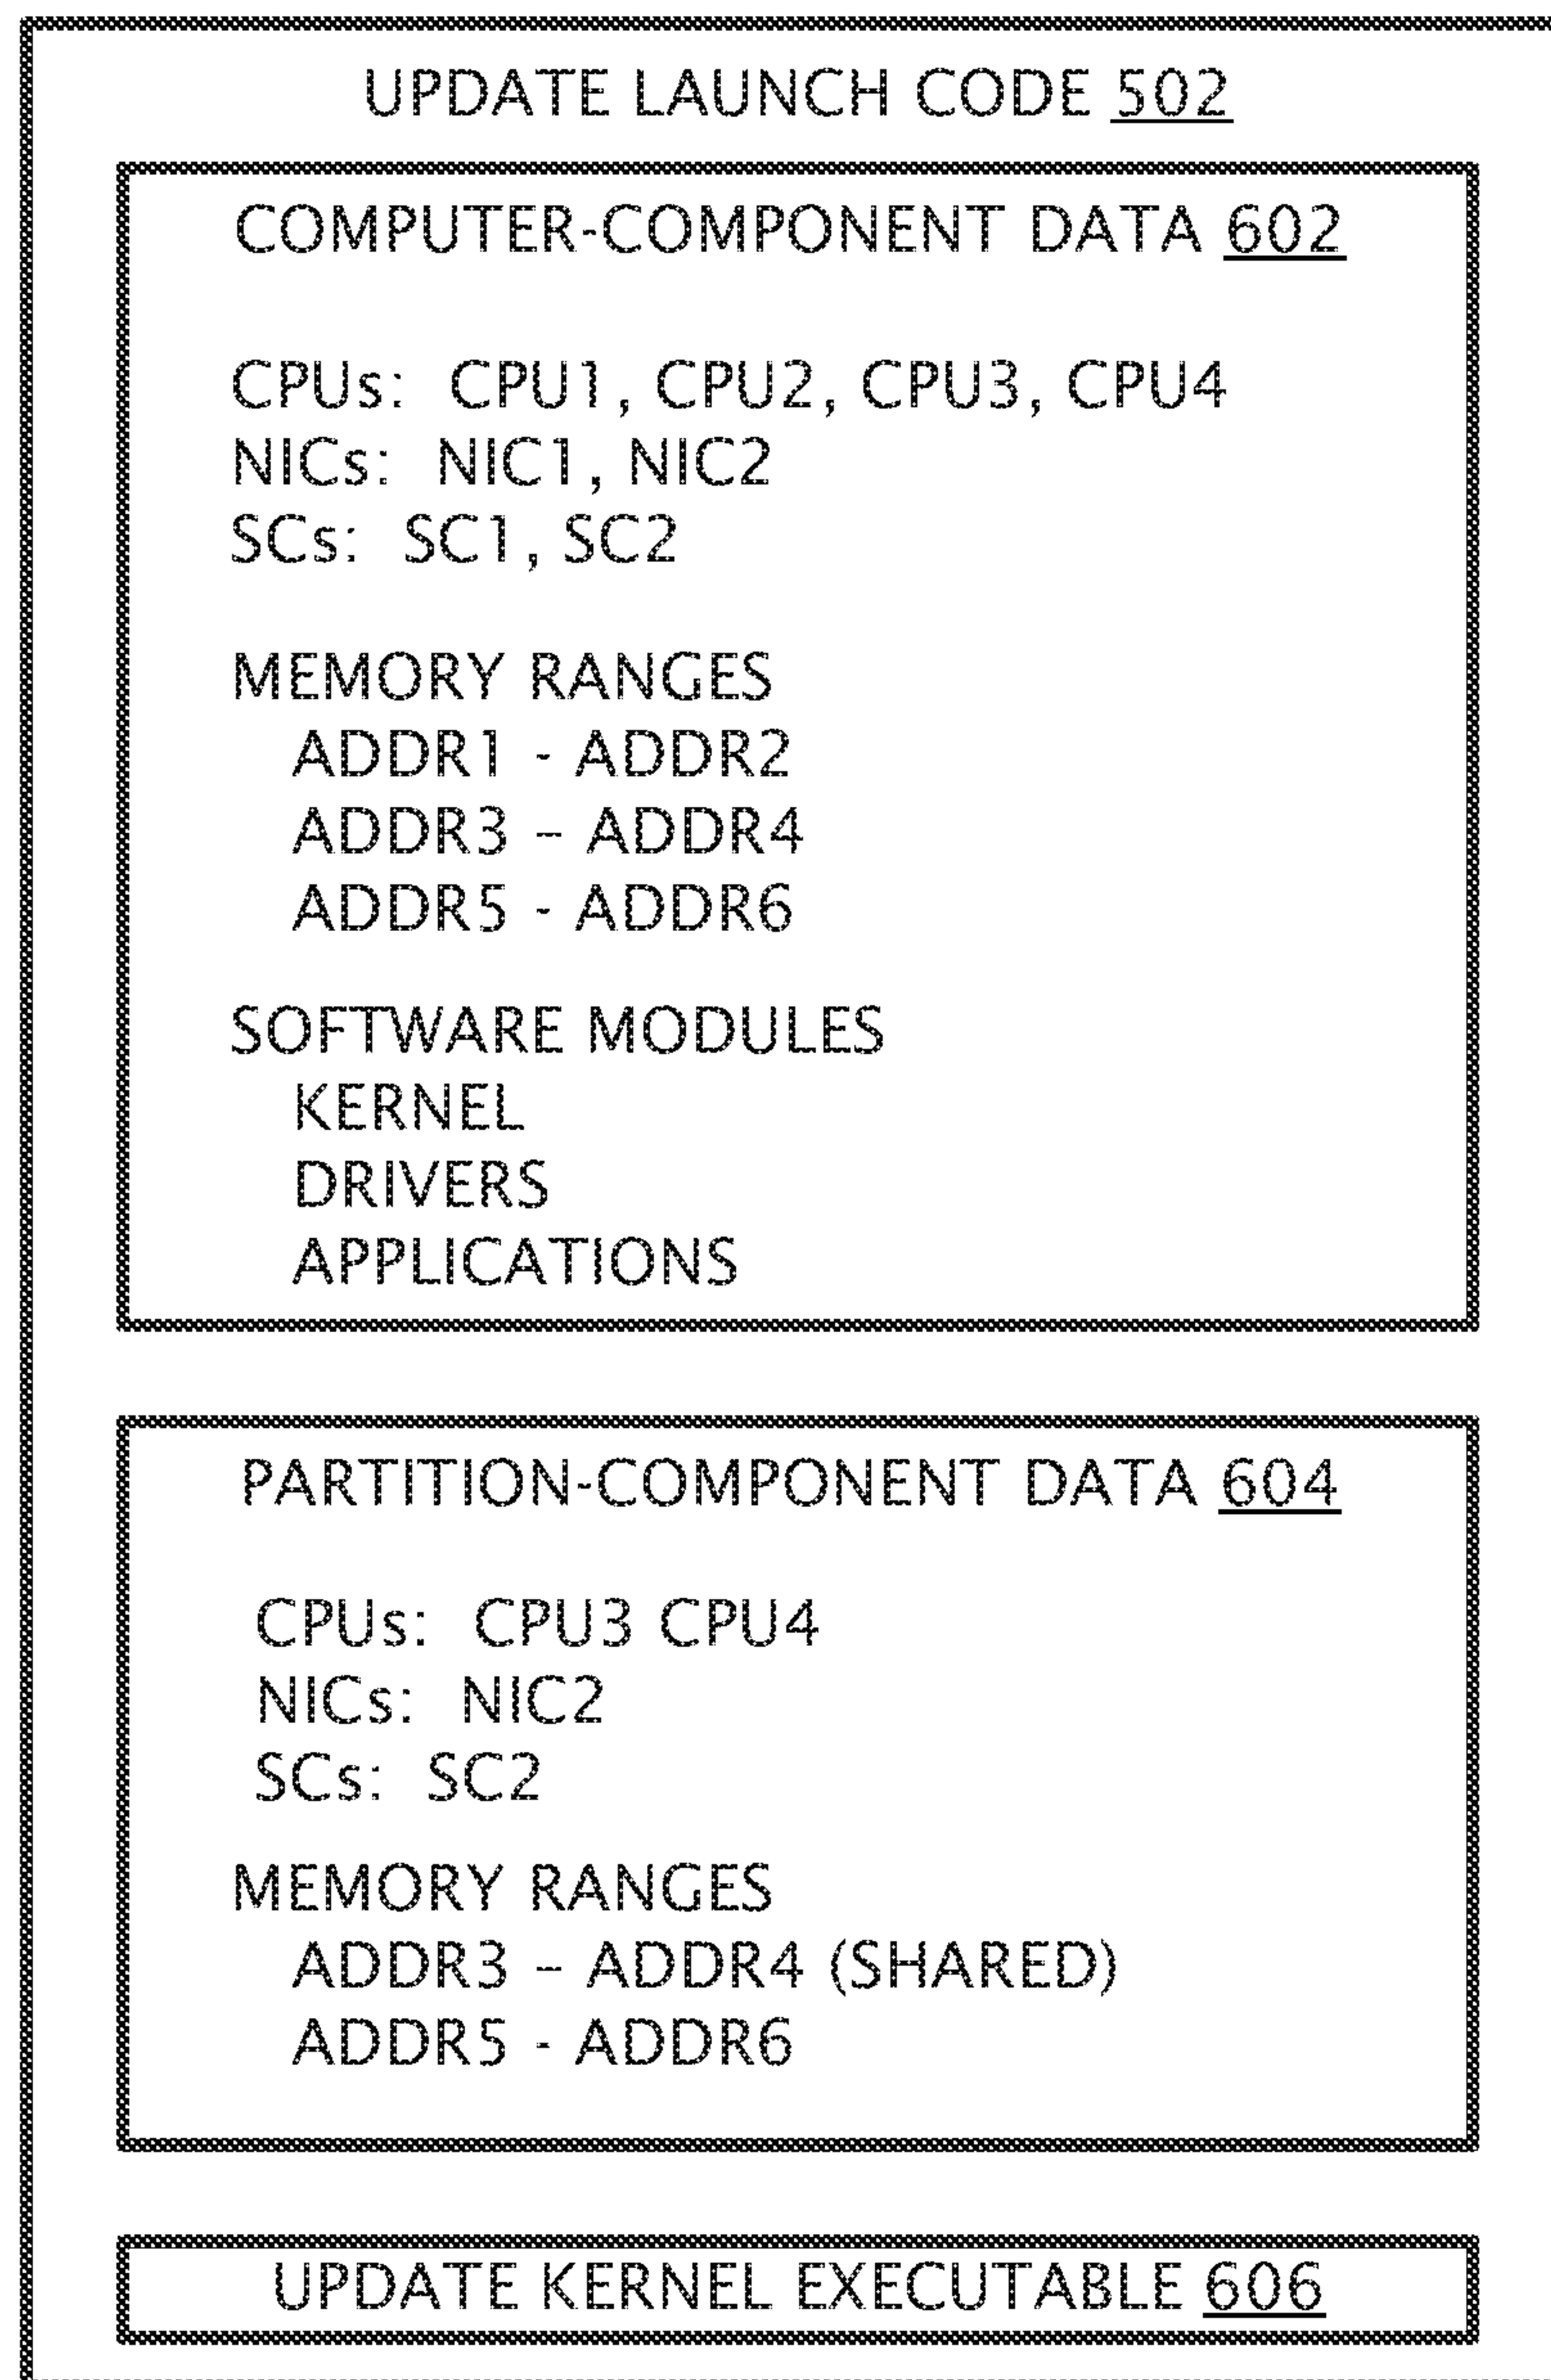 UPDATE LAUNCH CODE 502
COMPUTER-COMPONENT DATA 602
CPUs: CPU1, CPU2, CPU3, CPU4
NICs: NIC1, NIC2
SCs: SC1, SC2
MEMORY RANGES
ADDR1 - ADDR2
ADDR3 – ADDR4
ADDR5 - ADDR6
SOFTWARE MODULES
KERNEL
DRIVERS
APPLICATIONS
PARTITION-COMPONENT DATA 604
CPUs: CPU3 CPU4
NICs: NIC2
SCs: SC2
MEMORY RANGES
ADDR3 – ADDR4 (SHARED)
ADDR5 - ADDR6
UPDATE KERNEL EXECUTABLE 606